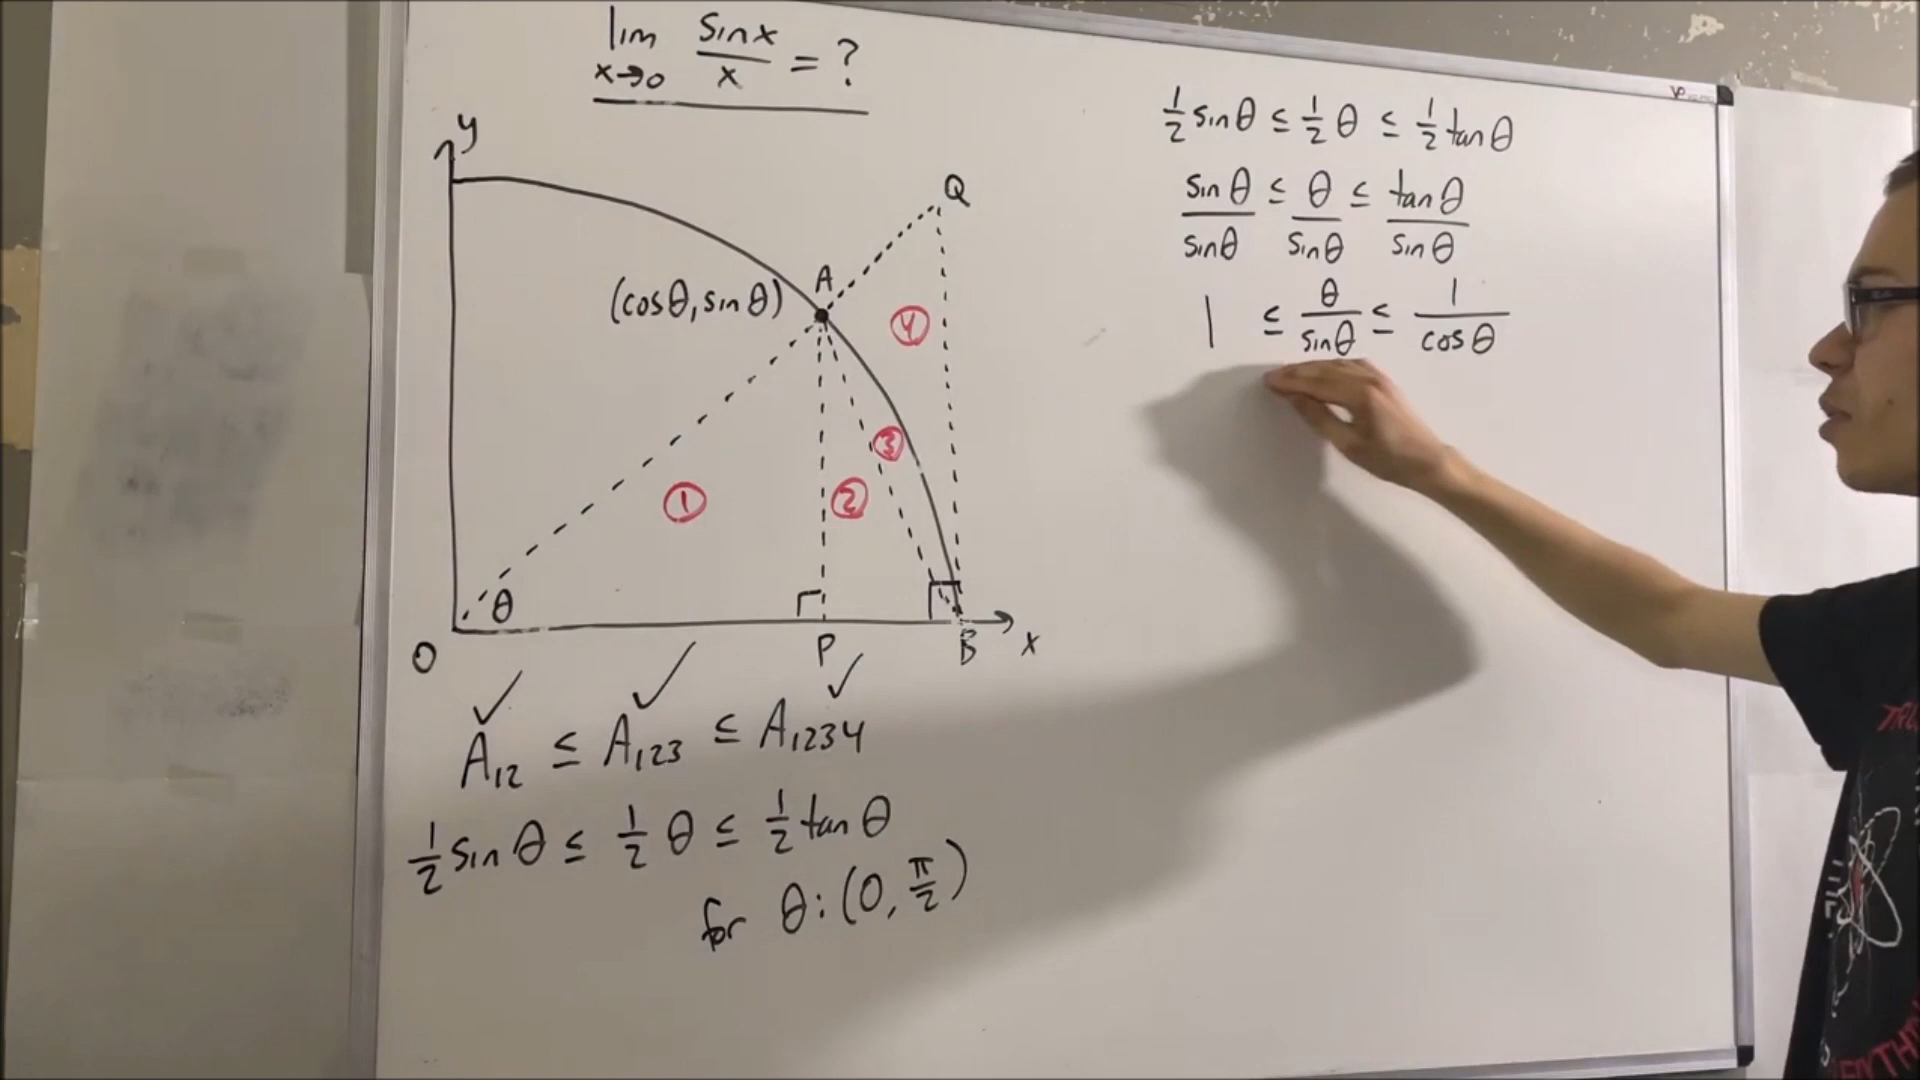 lim x→0 sinx/x = ?
y
Q
A
(cosθ, sinθ)
4
3
1
2
θ
O
P
B
x
✓ ✓ ✓
A₁₂ ≤ A₁₂₃ ≤ A₁₂₃₄
1/2 sinθ ≤ 1/2 θ ≤ 1/2 tanθ
for θ: (0, π/2)
1/2 sinθ ≤ 1/2 θ ≤ 1/2 tanθ
sinθ/sinθ ≤ θ/sinθ ≤ tanθ/sinθ
1 ≤ θ/sinθ ≤ 1/cosθ